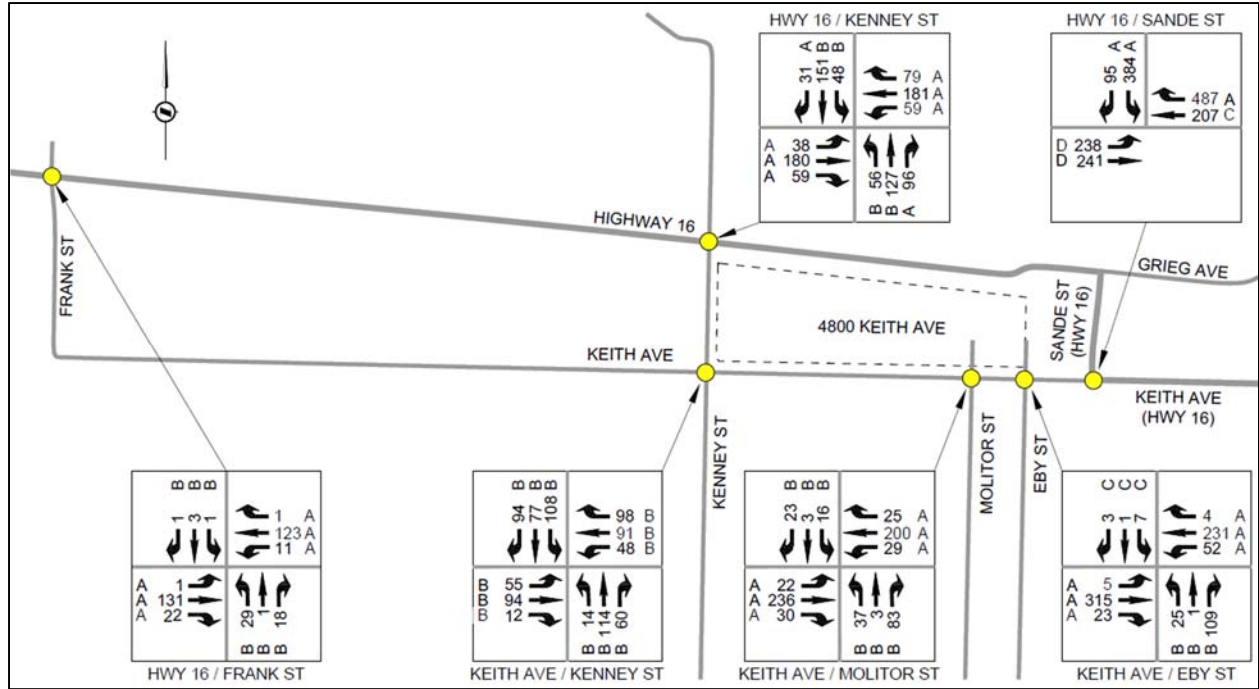 HWY 16 / KENNEY ST
31 A
151 B
48 B
79 A
181 A
59 A
A 38
A 180
A 59
56 B
127 B
96 A
HWY 16 / SANDE ST
95 A
384 A
487 A
207 C
D 238
D 241
HIGHWAY 16
GRIEG AVE
FRANK ST
SANDE ST
(HWY 16)
4800 KEITH AVE
KEITH AVE
KEITH AVE
(HWY 16)
KENNEY ST
MOLITOR ST
EBY ST
1 B
3 B
1 B
1 A
123 A
11 A
A 1
A 131
A 22
29 B
1 B
18 B
HWY 16 / FRANK ST
94 B
77 B
108 B
98 B
91 B
48 B
B 55
B 94
B 12
14 B
114 B
60 B
KEITH AVE / KENNEY ST
23 B
3 B
16 B
25 A
200 A
29 A
A 22
A 236
A 30
37 B
3 B
83 B
KEITH AVE / MOLITOR ST
3 C
1 C
7 C
4 A
231 A
52 A
A 5
A 315
A 23
25 B
1 B
109 B
KEITH AVE / EBY ST